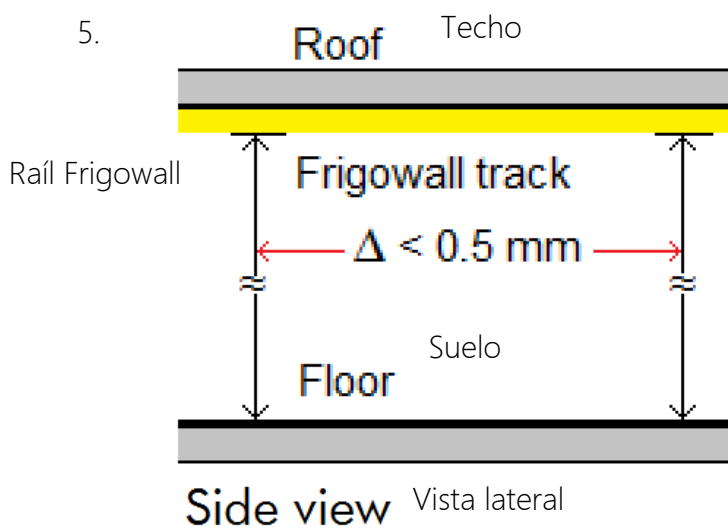 5.
Roof Techo
Raíl Frigowall Frigowall track
Δ < 0.5 mm
≈ ≈
Suelo
Floor
Side view Vista lateral